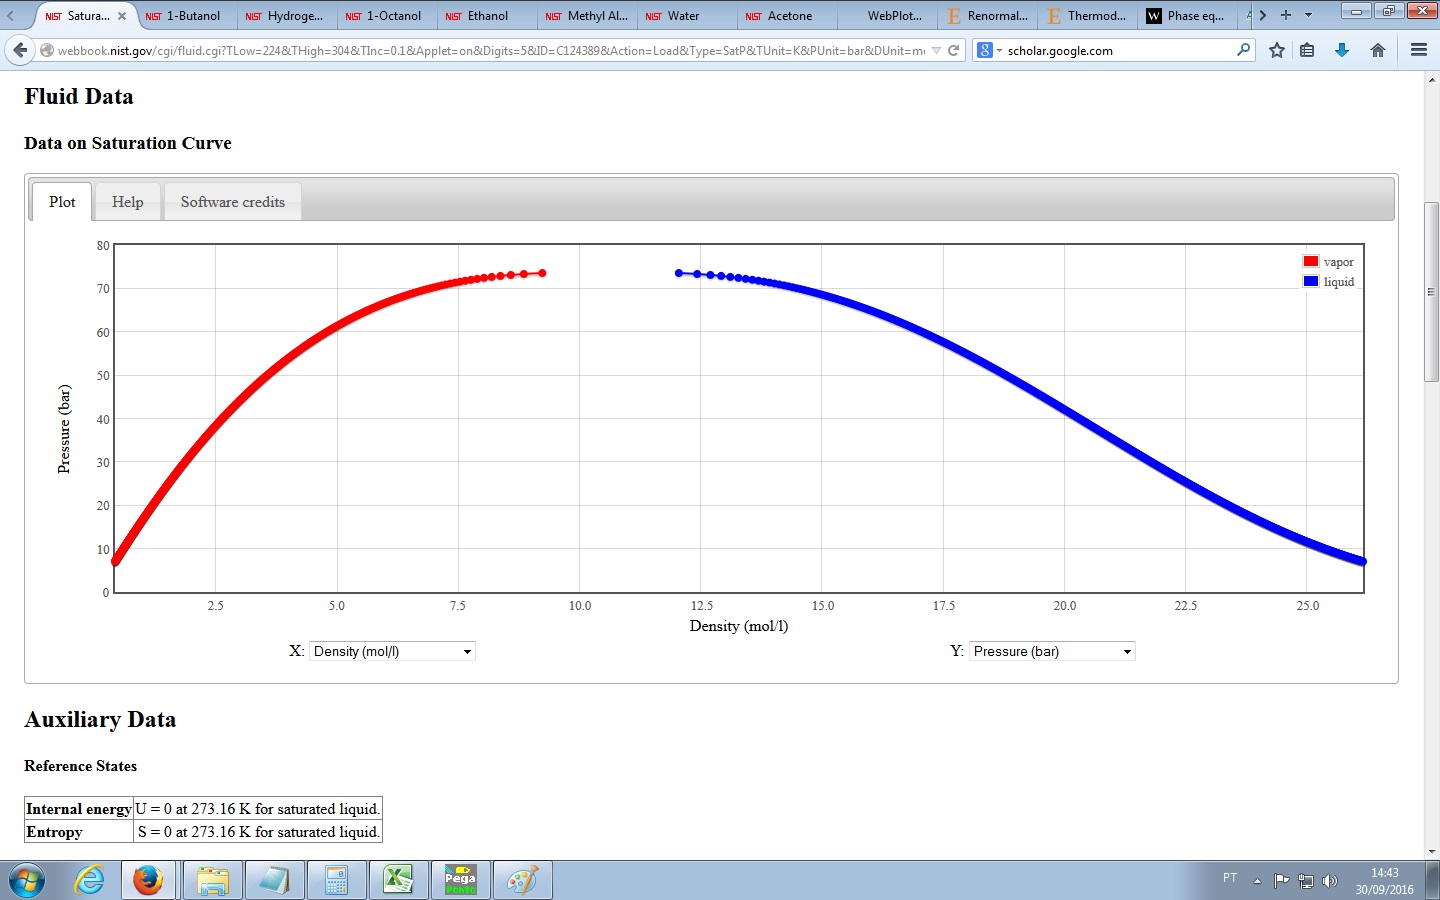 NIST Satura...
NIST 1-Butanol
NIST Hydroge...
NIST 1-Octanol
NIST Ethanol
NIST Methyl Al...
NIST Water
NIST Acetone
WebPlot...
E Renormal...
E Thermod...
W Phase eq...
webbook.nist.gov/cgi/fluid.cgi?TLow=224&THigh=304&TInc=0.1&Applet=on&Digits=5&ID=C124389&Action=Load&Type=SatP&TUnit=K&PUnit=bar&DUnit=m
8 scholar.google.com
Fluid Data
Data on Saturation Curve
Plot Help Software credits
80
70
60
50
40
30
20
10
0
Pressure (bar)
vapor
liquid
2.5 5.0 7.5 10.0 12.5 15.0 17.5 20.0 22.5 25.0
Density (mol/l)
X: Density (mol/l)
Y: Pressure (bar)
Auxiliary Data
Reference States
Internal energy U = 0 at 273.16 K for saturated liquid.
Entropy S = 0 at 273.16 K for saturated liquid.
Pega
Ponto
PT
14:43
30/09/2016